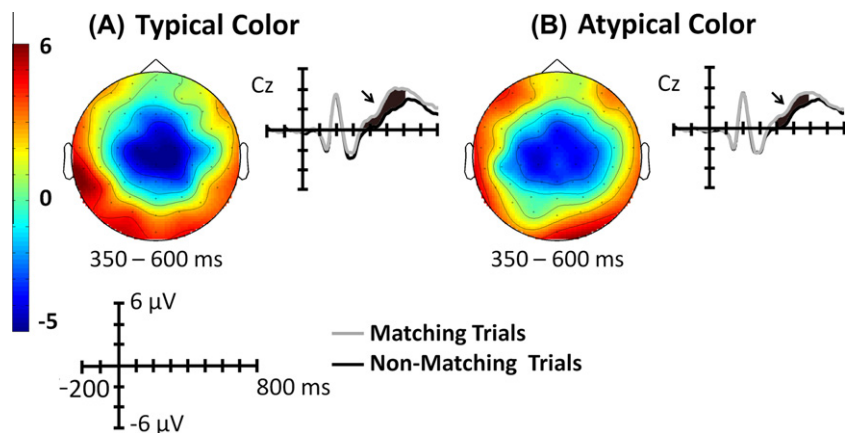 (A) Typical Color
(B) Atypical Color
6
0
-5
Cz
Cz
350 – 600 ms
350 – 600 ms
6 µV
-200
800 ms
-6 µV
Matching Trials
Non-Matching Trials